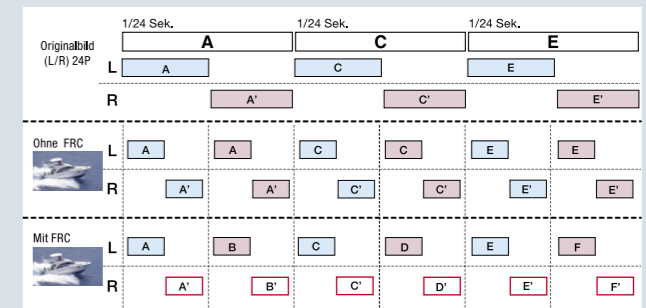 1/24 Sek. 1/24 Sek. 1/24 Sek.
Originalbild
(L/R) 24P
A C E
L A C E
R A' C' E'
Ohne FRC
L A A C C E E
R A' A' C' C' E' E'
Mit FRC
L A B C D E F
R A' B' C' D' E' F'